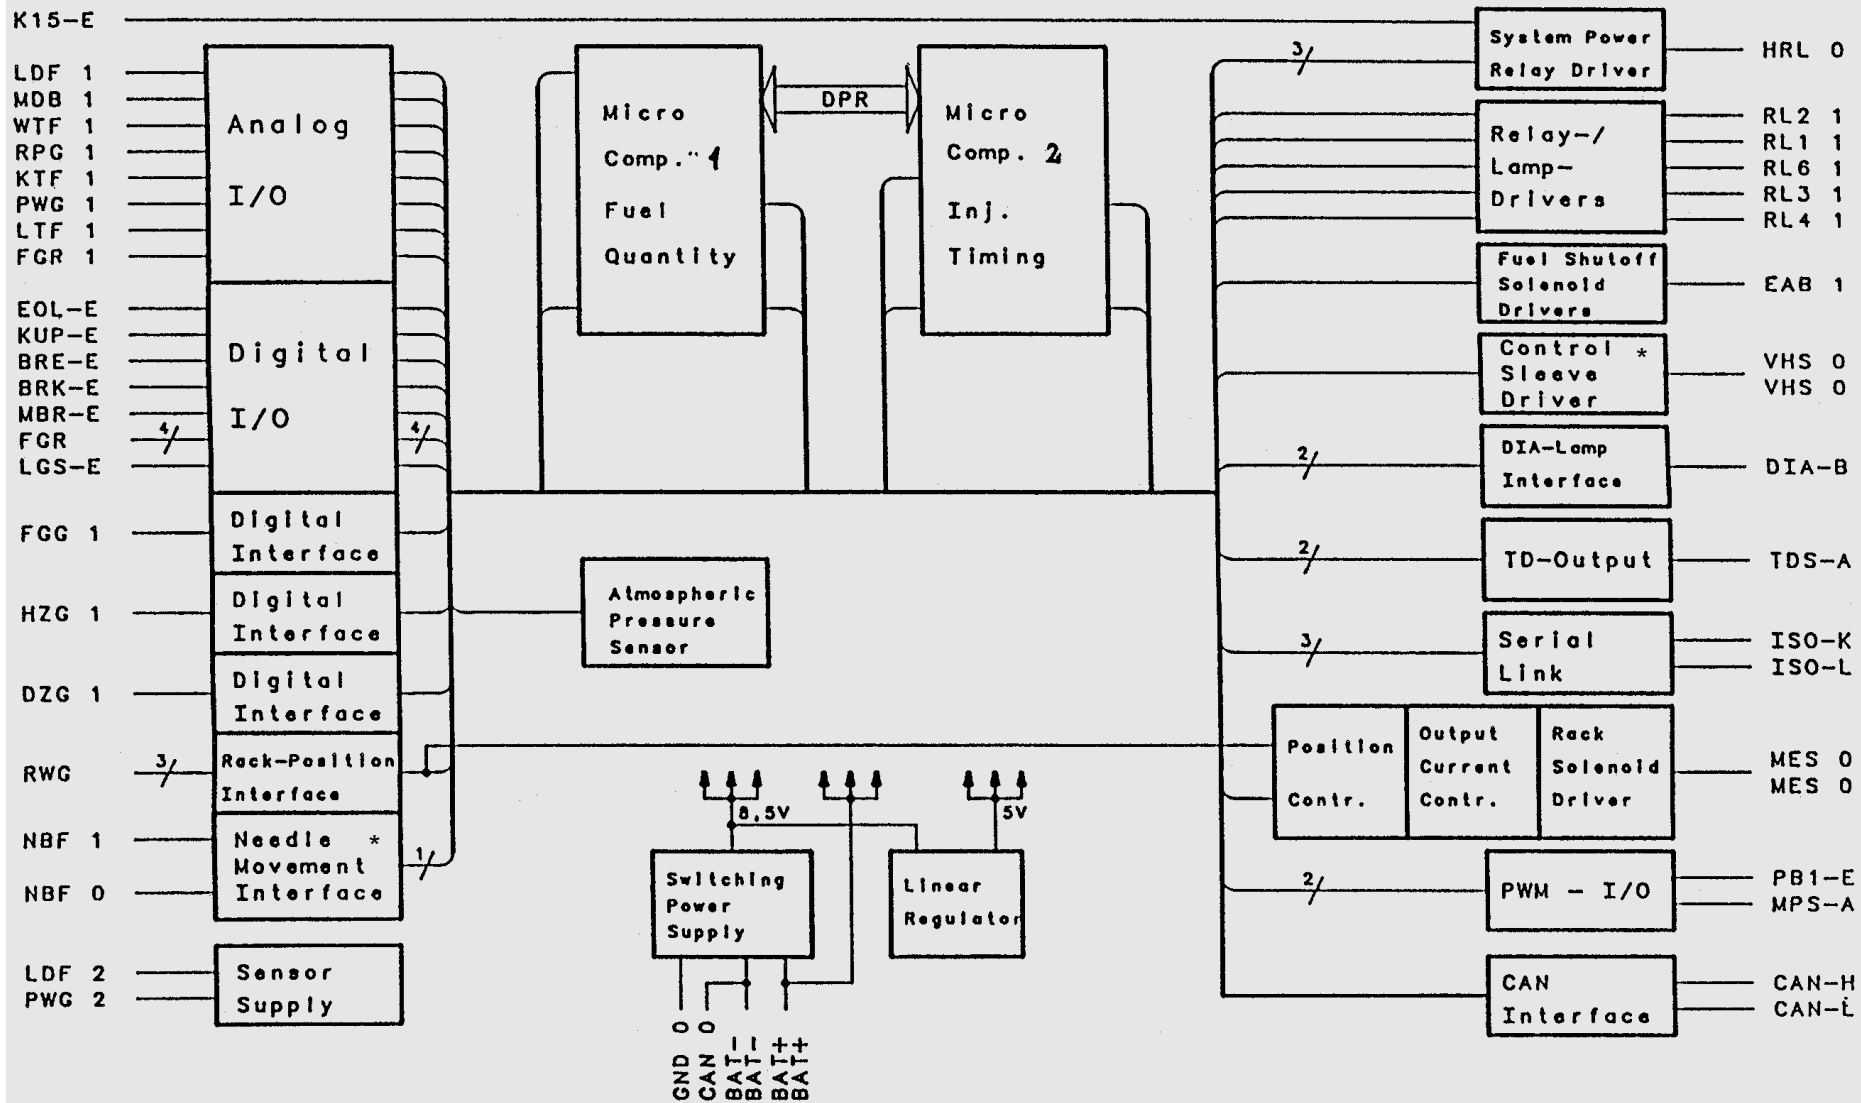 K15-E
LDF 1
MDB 1
WTF 1
RPG 1
KTF 1
PWG 1
LTF 1
FGR 1
EOL-E
KUP-E
BRE-E
BRK-E
MBR-E
FGR
4/
LGS-E
FGG 1
HZG 1
DZG 1
RWG
3/
NBF 1
NBF 0
LDF 2
PWG 2
Analog
I/O
Digital
I/O
4/
Digital
Interface
Digital
Interface
Digital
Interface
Rack-Position
Interface
Needle *
Movement
Interface
1/
Sensor
Supply
Micro
Comp. 1
Fuel
Quantity
DPR
Micro
Comp. 2
Inj.
Timing
Atmospheric
Pressure
Sensor
8,5V
5V
Switching
Power
Supply
Linear
Regulator
GND 0
CAN 0
BAT-
BAT-
BAT+
BAT+
3/
System Power
Relay Driver
HRL 0
Relay-/
Lamp-
Drivers
RL2 1
RL1 1
RL6 1
RL3 1
RL4 1
Fuel Shutoff
Solenoid
Drivers
EAB 1
Control *
Sleeve
Driver
VHS 0
VHS 0
2/
DIA-Lamp
Interface
DIA-B
2/
TD-Output
TDS-A
3/
Serial
Link
ISO-K
ISO-L
Position
Contr.
Output
Current
Contr.
Rack
Solenoid
Driver
MES 0
MES 0
2/
PWM - I/O
PB1-E
MPS-A
CAN
Interface
CAN-H
CAN-L